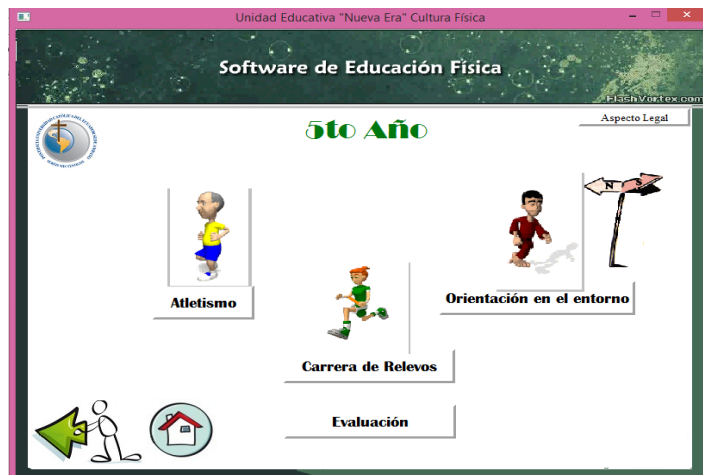 Unidad Educativa "Nueva Era" Cultura Física
Software de Educación Física
FlashVortex.com
5to Año
Aspecto Legal
N S
Atletismo
Orientación en el entorno
Carrera de Relevos
Evaluación